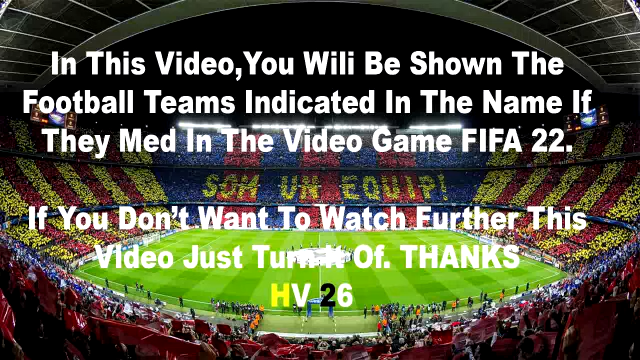 In This Video,You Wili Be Shown The
Football Teams Indicated In The Name If
They Med In The Video Game FIFA 22.
SOM UN EQUIP!
If You Don't Want To Watch Further This
Video Just Turn It Of. THANKS
HV 26